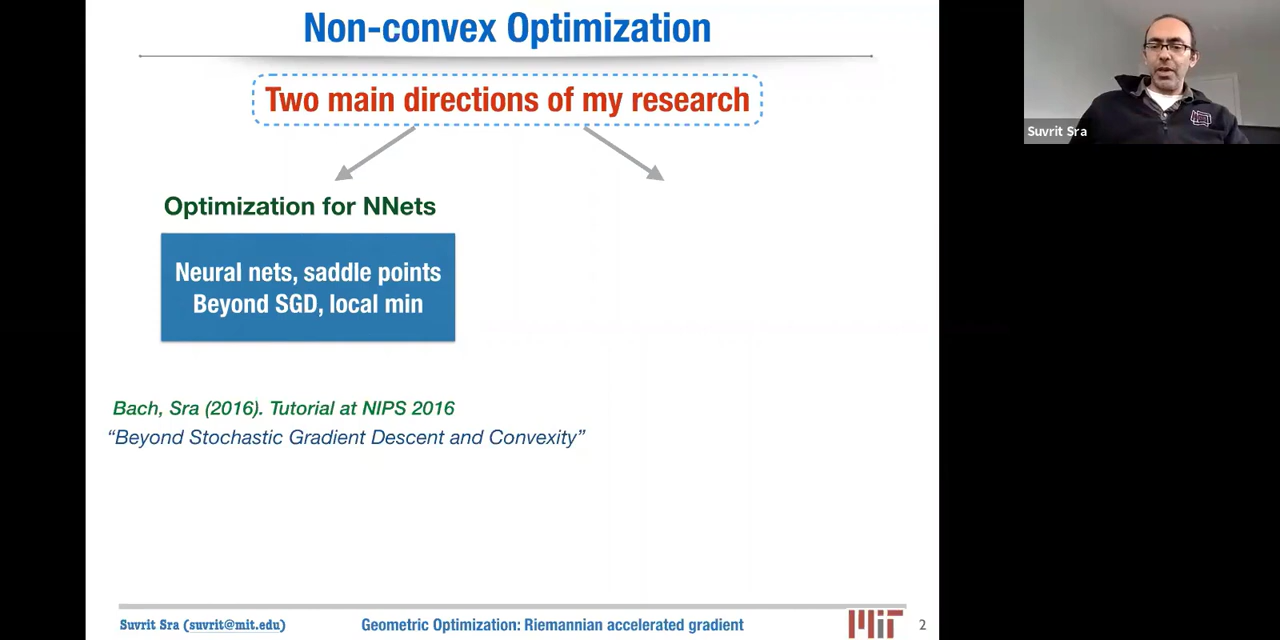 Non-convex Optimization
Two main directions of my research
Optimization for NNets
Neural nets, saddle points
Beyond SGD, local min
Bach, Sra (2016). Tutorial at NIPS 2016
“Beyond Stochastic Gradient Descent and Convexity”
Suvrit Sra (suvrit@mit.edu)
Geometric Optimization: Riemannian accelerated gradient
MIT
2
Suvrit Sra